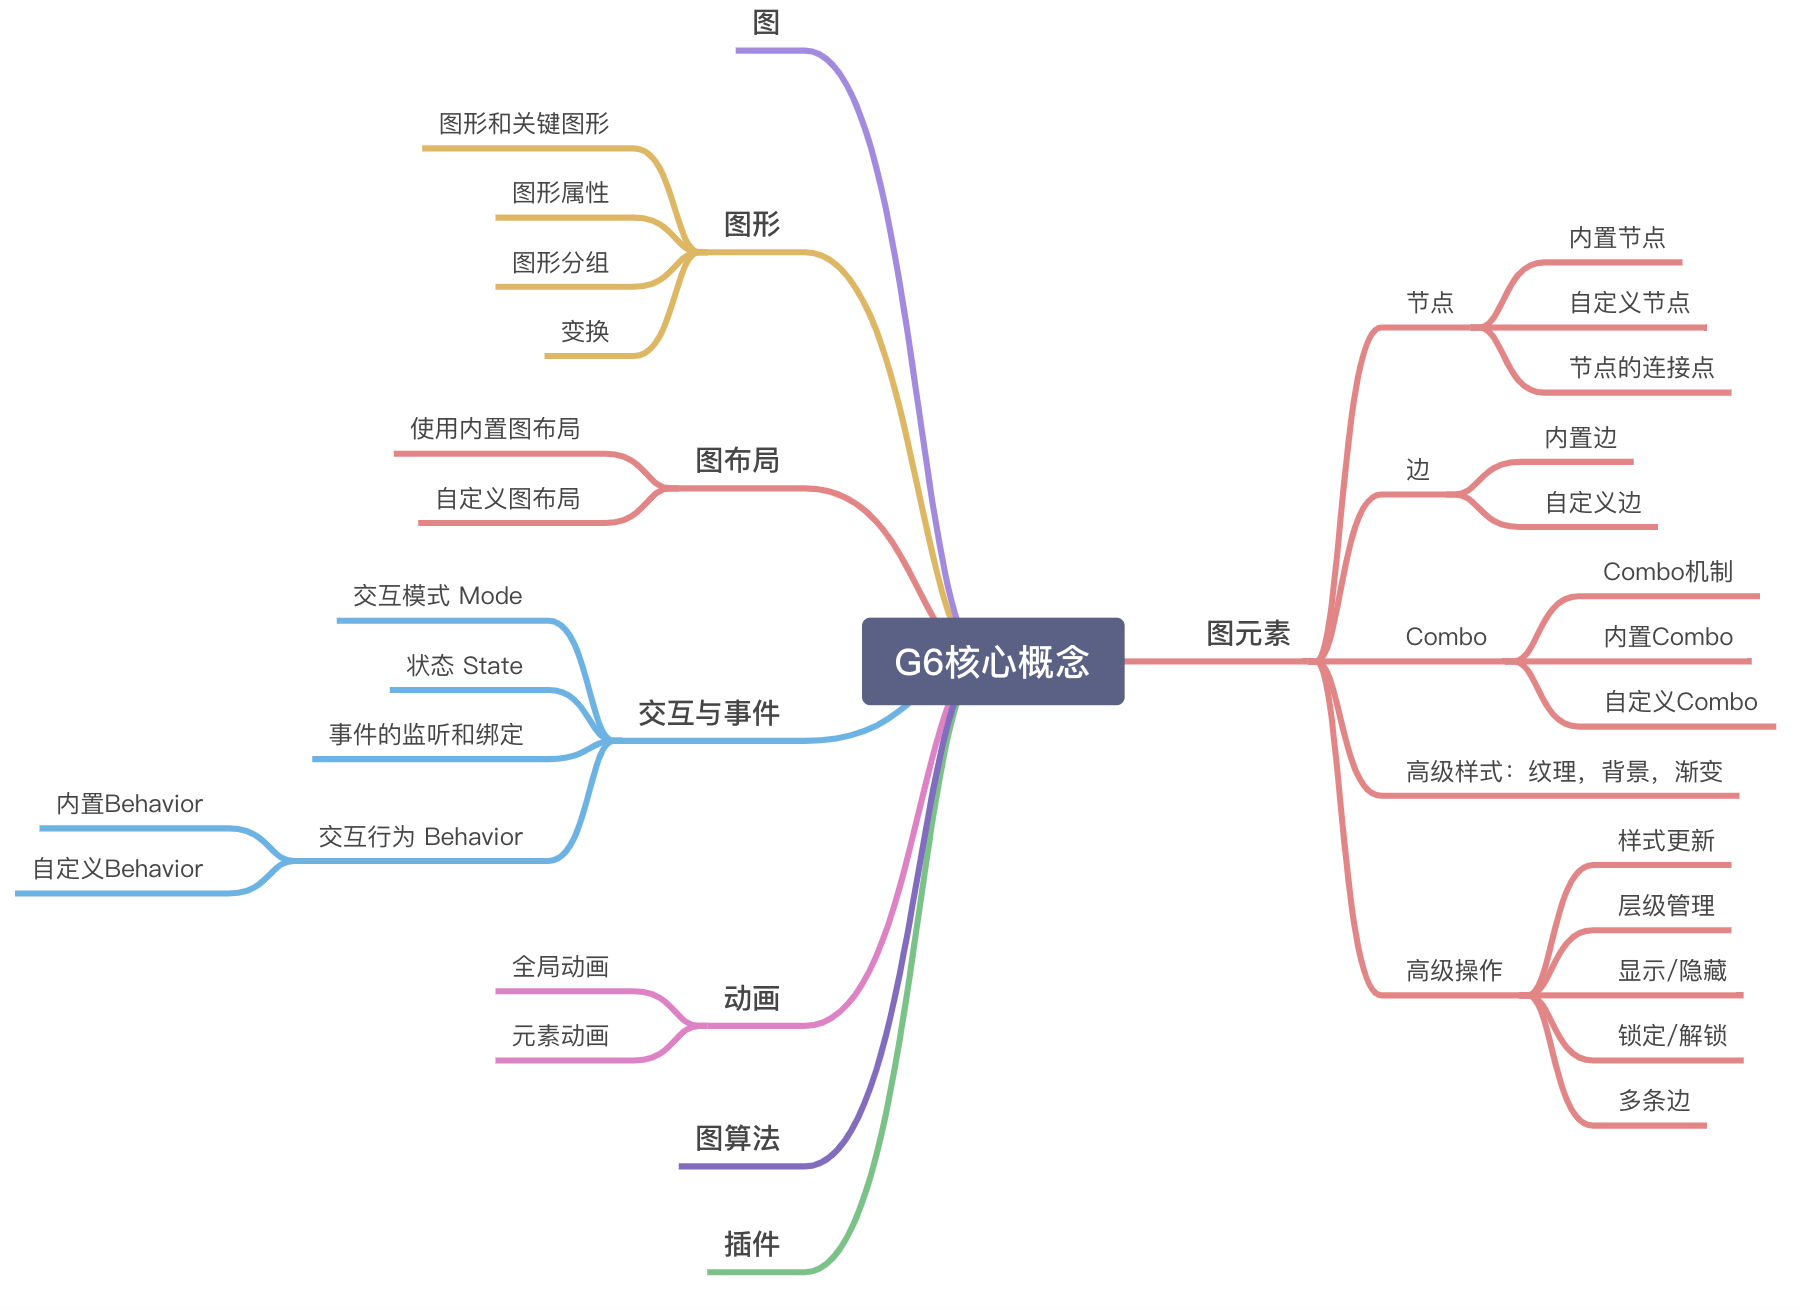 图
图形和关键图形
图形属性
图形
图形分组
变换
使用内置图布局
图布局
自定义图布局
交互模式 Mode
状态 State
交互与事件
事件的监听和绑定
内置Behavior
交互行为 Behavior
自定义Behavior
全局动画
动画
元素动画
图算法
插件
G6核心概念
图元素
内置节点
节点
自定义节点
节点的连接点
内置边
边
自定义边
Combo机制
Combo
内置Combo
自定义Combo
高级样式：纹理，背景，渐变
样式更新
层级管理
高级操作
显示/隐藏
锁定/解锁
多条边